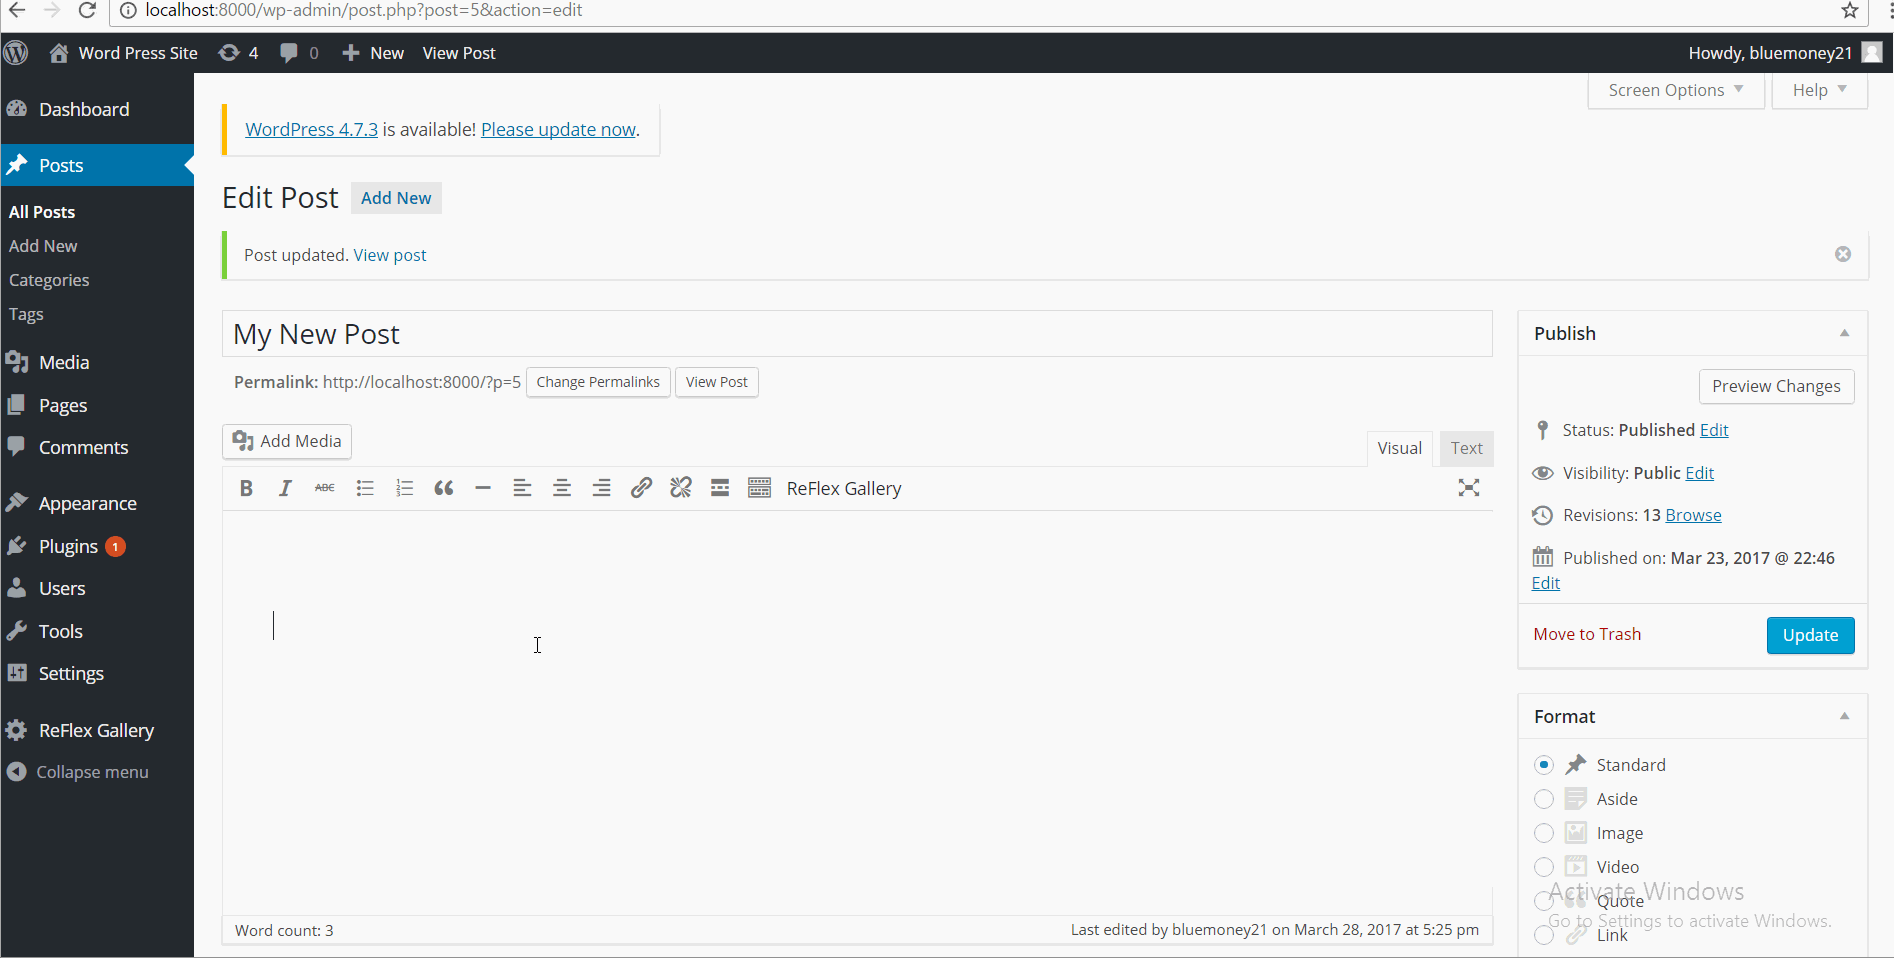 localhost:8000/wp-admin/post.php?post=5&action=edit
Word Press Site 4 0 New View Post Howdy, bluemoney21
Screen Options Help
Dashboard
Posts
All Posts
Add New
Categories
Tags
Media
Pages
Comments
Appearance
Plugins 1
Users
Tools
Settings
ReFlex Gallery
Collapse menu
WordPress 4.7.3 is available! Please update now.
Edit Post Add New
Post updated. View post
My New Post
Permalink: http://localhost:8000/?p=5 Change Permalinks View Post
Add Media
Visual Text
B I ABC ReFlex Gallery
Word count: 3 Last edited by bluemoney21 on March 28, 2017 at 5:25 pm
Publish
Preview Changes
Status: Published Edit
Visibility: Public Edit
Revisions: 13 Browse
Published on: Mar 23, 2017 @ 22:46
Edit
Move to Trash Update
Format
Standard
Aside
Image
Video
Quote
Link
Activate Windows
Go to Settings to activate Windows.